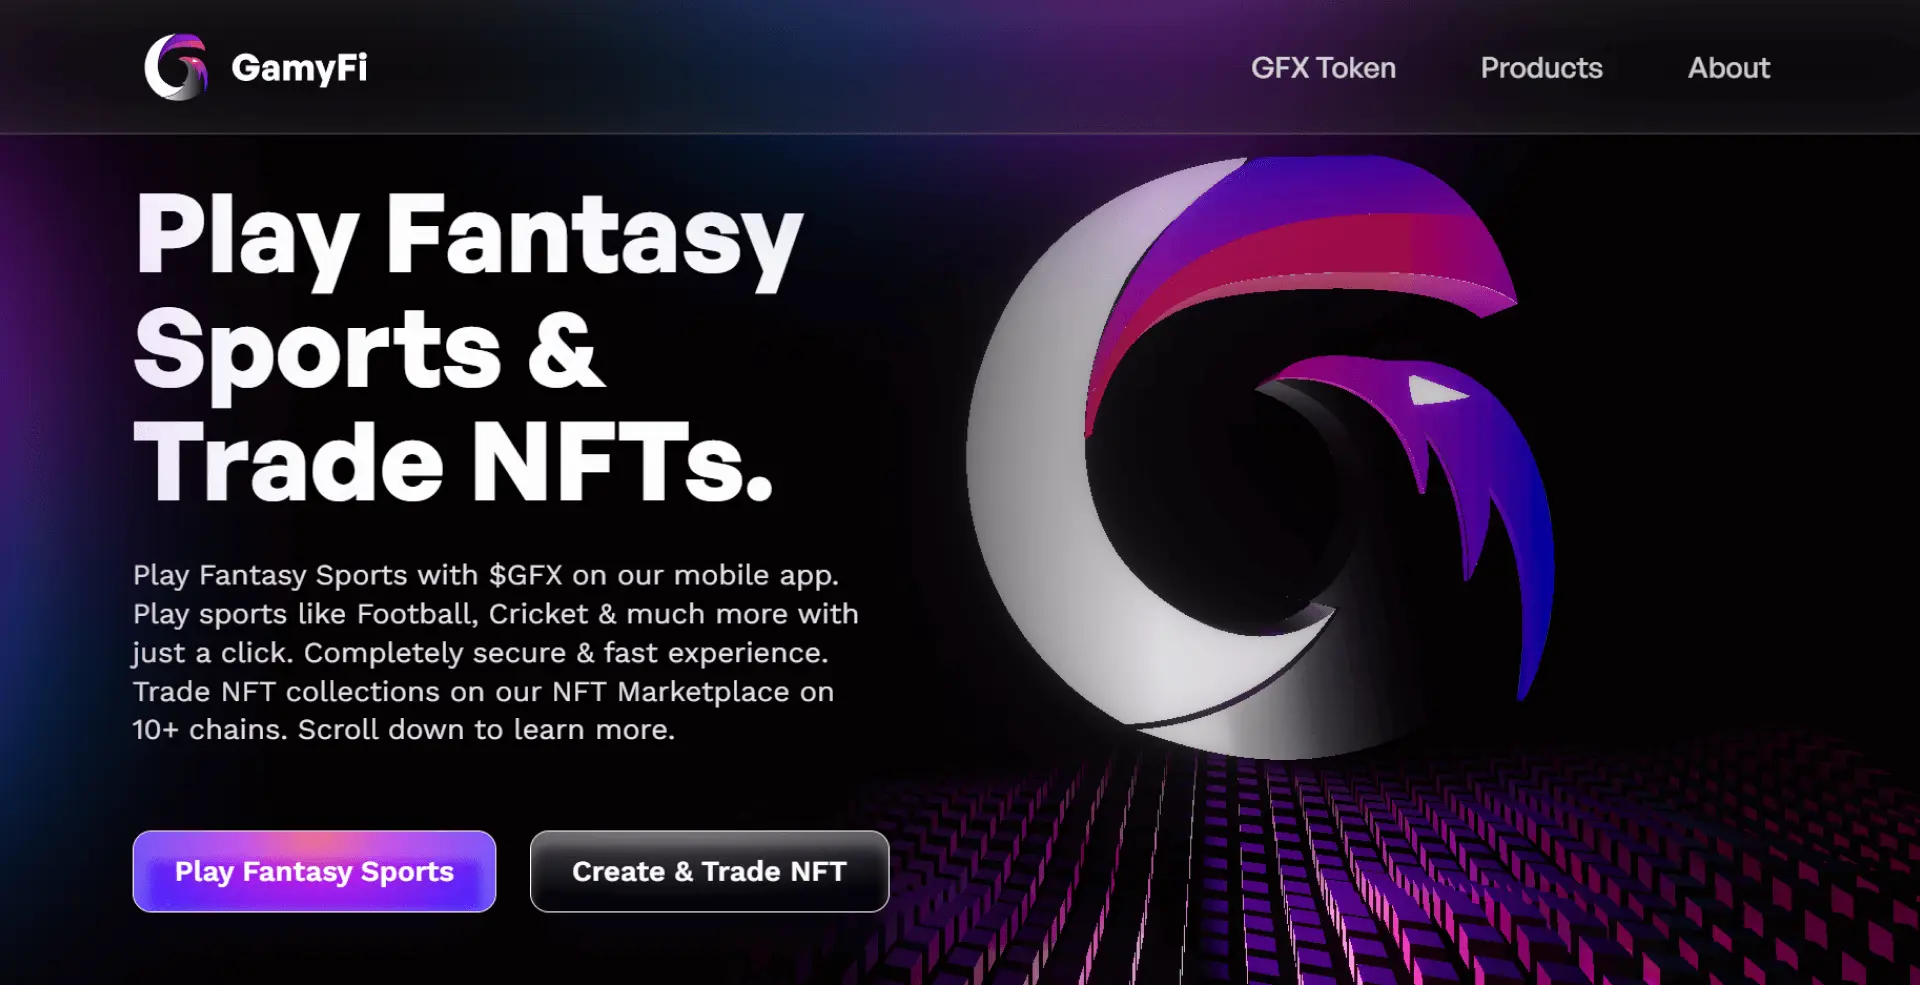 GamyFi
GFX Token
Products
About
Play Fantasy
Sports &
Trade NFTs.
Play Fantasy Sports with $GFX on our mobile app.
Play sports like Football, Cricket & much more with
just a click. Completely secure & fast experience.
Trade NFT collections on our NFT Marketplace on
10+ chains. Scroll down to learn more.
Play Fantasy Sports
Create & Trade NFT